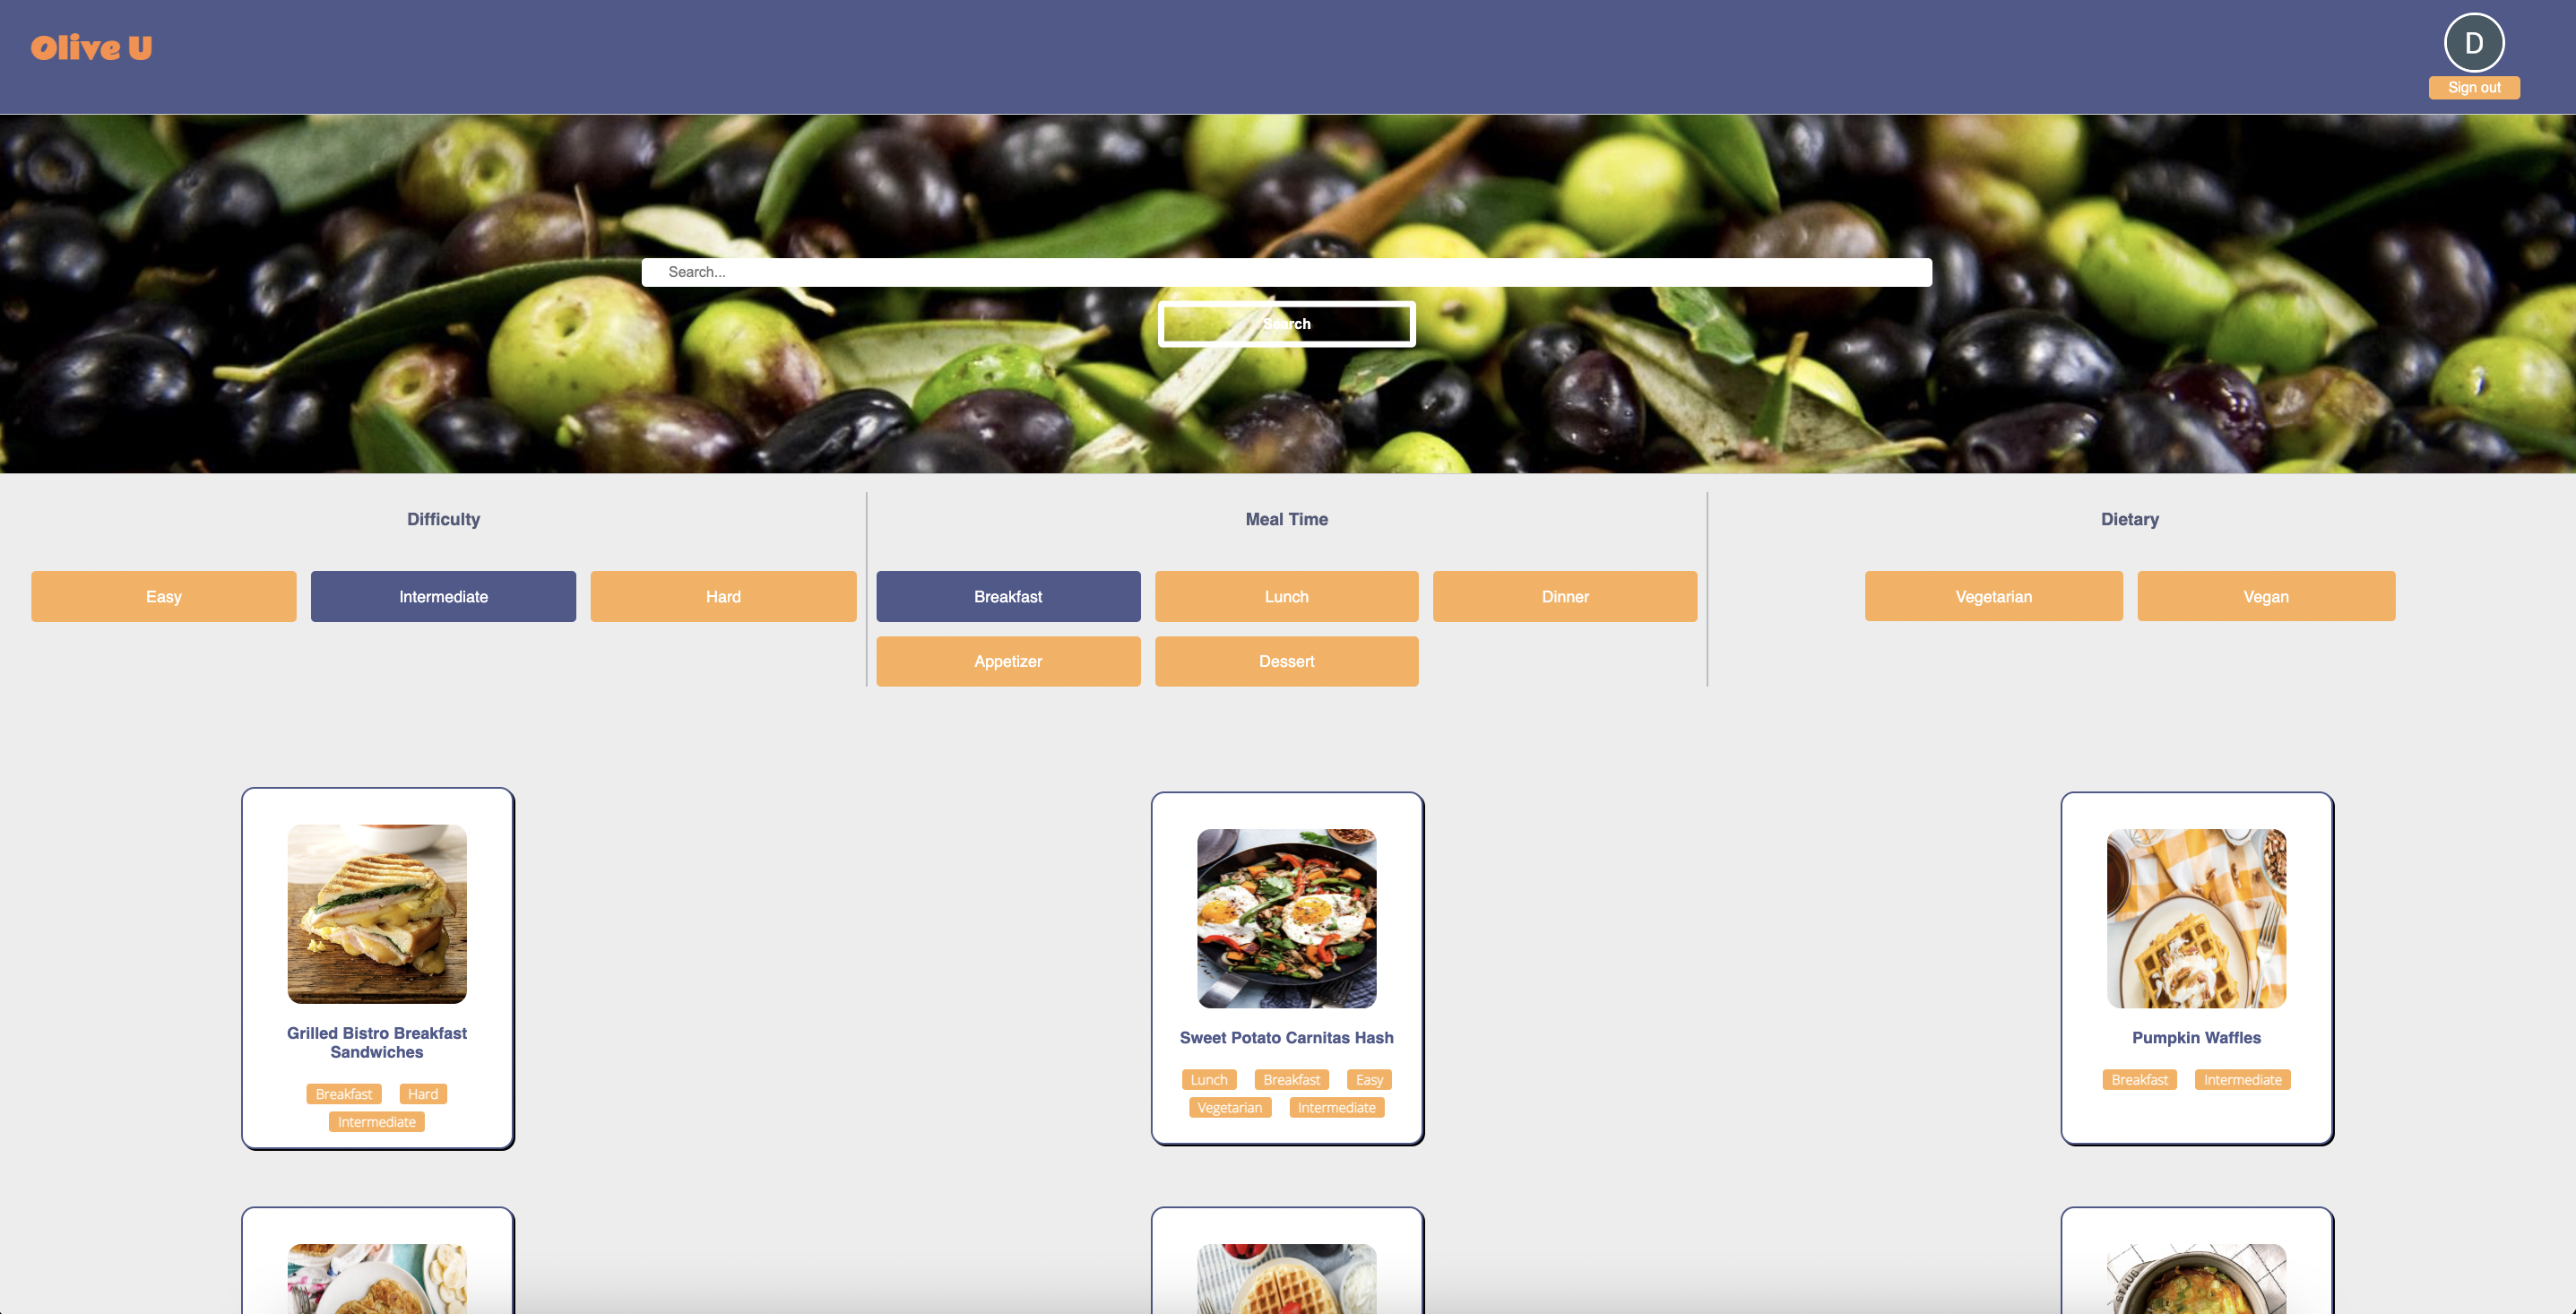 Olive U
D
Sign out
Search...
Search
Difficulty
Meal Time
Dietary
Easy
Intermediate
Hard
Breakfast
Lunch
Dinner
Vegetarian
Vegan
Appetizer
Dessert
Grilled Bistro Breakfast
Sandwiches
Breakfast Hard
Intermediate
Sweet Potato Carnitas Hash
Lunch Breakfast Easy
Vegetarian Intermediate
Pumpkin Waffles
Breakfast Intermediate
STAUB